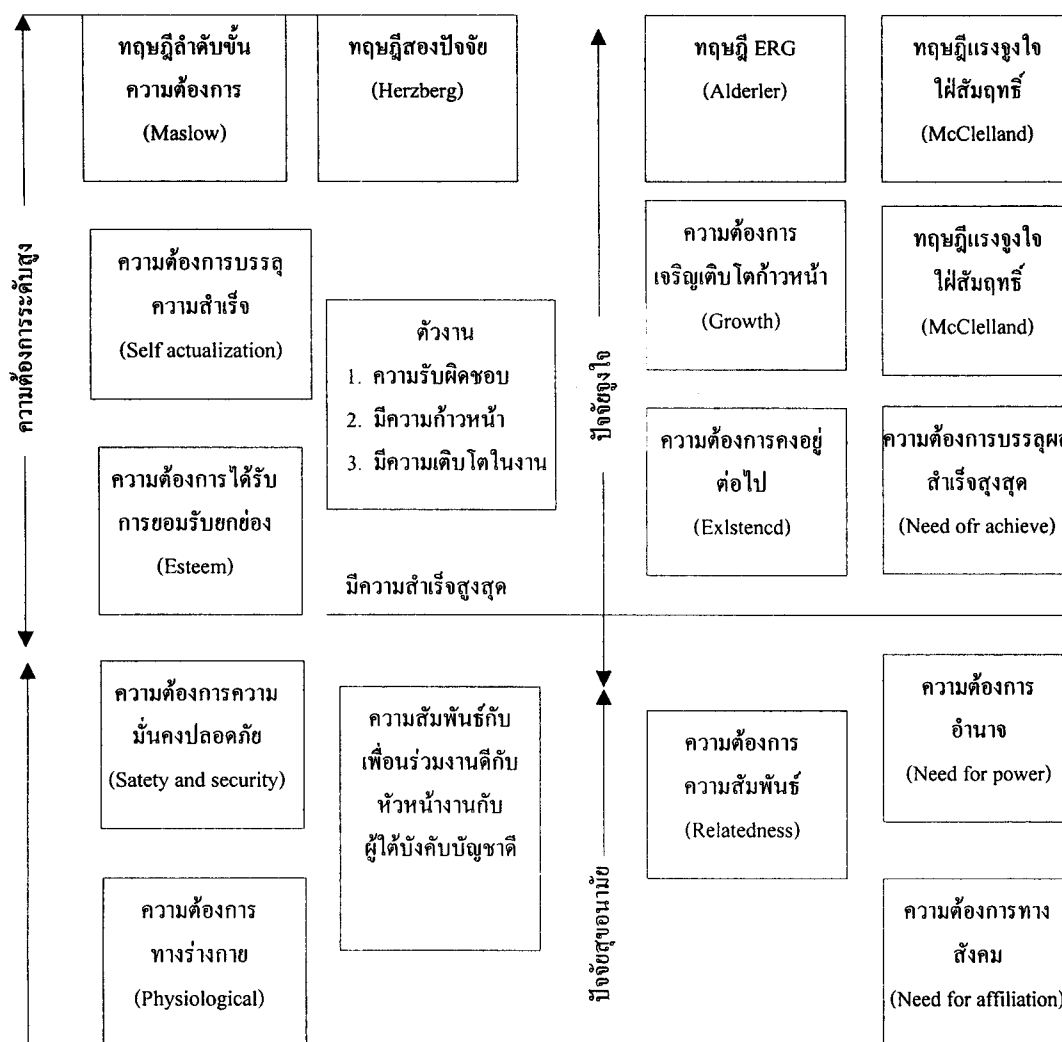 ทฤษฎีลำดับขั้น
ความต้องการ
(Maslow)
ทฤษฎีสองปัจจัย
(Herzberg)
ทฤษฎี ERG
(Alderler)
ทฤษฎีแรงจูงใจ
ใฝ่สัมฤทธิ์
(McClelland)
ความต้องการระดับสูง
ความต้องการบรรลุ
ความสำเร็จ
(Self actualization)
ตัวงาน
1. ความรับผิดชอบ
2. มีความก้าวหน้า
3. มีความเติบโตในงาน
ปัจจัยจูงใจ
ความต้องการ
เจริญเติบโตก้าวหน้า
(Growth)
ทฤษฎีแรงจูงใจ
ใฝ่สัมฤทธิ์
(McClelland)
ความต้องการได้รับ
การยอมรับยกย่อง
(Esteem)
มีความสำเร็จสูงสุด
ความต้องการคงอยู่
ต่อไป
(Exlstencd)
ความต้องการบรรลุผล
สำเร็จสูงสุด
(Need ofr achieve)
ความต้องการความ
มั่นคงปลอดภัย
(Satety and security)
ความสัมพันธ์กับ
เพื่อนร่วมงานดีกับ
หัวหน้างานกับ
ผู้ใต้บังคับบัญชาดี
ปัจจัยสุขอนามัย
ความต้องการ
ความสัมพันธ์
(Relatedness)
ความต้องการ
อำนาจ
(Need for power)
ความต้องการ
ทางร่างกาย
(Physiological)
ความต้องการทาง
สังคม
(Need for affiliation)